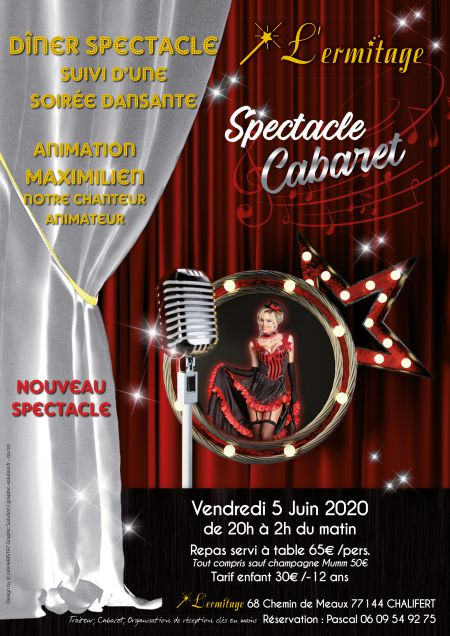 DÎNER SPECTACLE
SUIVI D'UNE
SOIRÉE DANSANTE
L'ermitage
Spectacle
Cabaret
ANIMATION
MAXIMILIEN
NOTRE CHANTEUR
ANIMATEUR
NOUVEAU
SPECTACLE
Vendredi 5 Juin 2020
de 20h à 2h du matin
Repas servi à table 65€ /pers.
Tout compris sauf champagne Mumm 50€
Tarif enfant 30€ /-12 ans
L'ermitage 68 Chemin de Meaux 77144 CHALIFERT
Traiteur, Cabaret, Organisation de réception clés en mains Réservation : Pascal 06 09 54 92 75